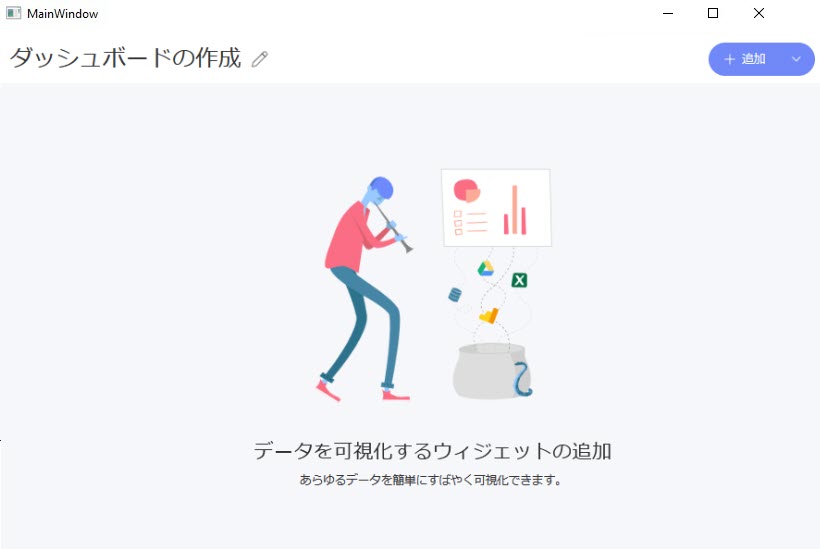 MainWindow
ダッシュボードの作成
追加
データを可視化するウィジェットの追加
あらゆるデータを簡単にすばやく可視化できます。